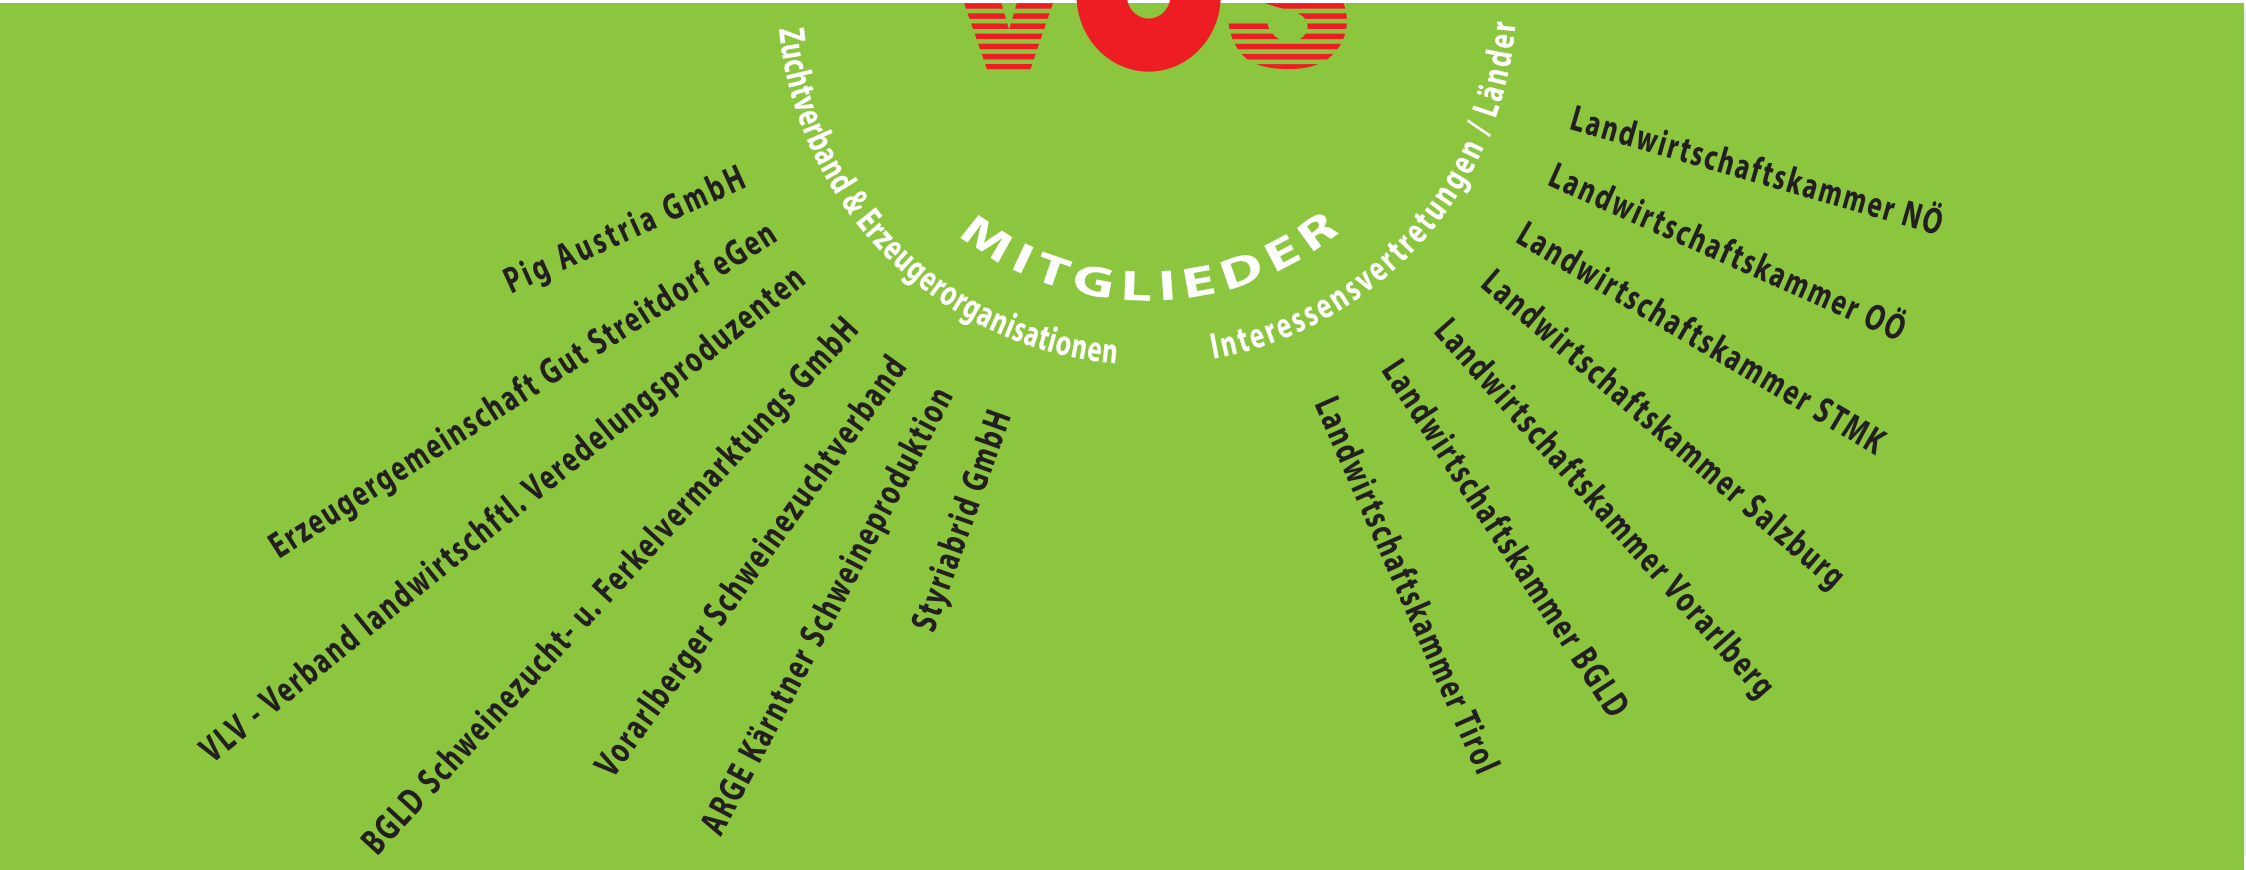 VÖS
MITGLIEDER
Zuchtverband & Erzeugerorganisationen
Pig Austria GmbH
Erzeugergemeinschaft Gut Streitdorf eGen
VLV - Verband landwirtschftl. Veredelungsproduzenten
BGLD Schweinezucht- u. Ferkelvermarktungs GmbH
Vorarlberger Schweinezuchtverband
ARGE Kärntner Schweineproduktion
Styriabrid GmbH
Interessensvertretungen / Länder
Landwirtschaftskammer NÖ
Landwirtschaftskammer OÖ
Landwirtschaftskammer STMK
Landwirtschaftskammer Salzburg
Landwirtschaftskammer Vorarlberg
Landwirtschaftskammer BGLD
Landwirtschaftskammer Tirol